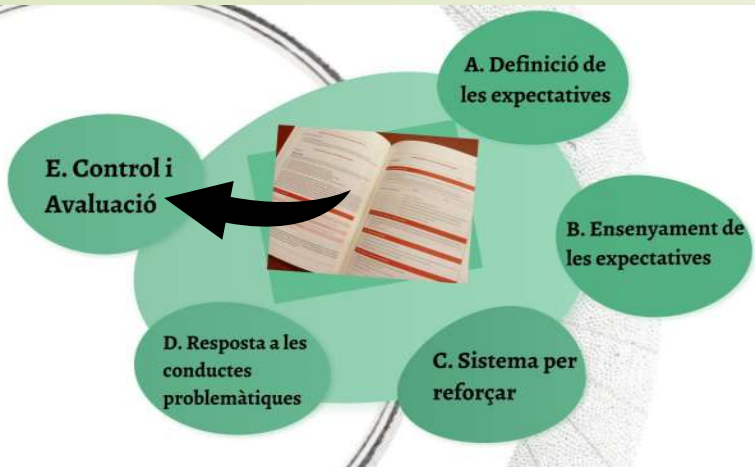 A. Definició de
les expectatives
B. Ensenyament de
les expectatives
C. Sistema per
reforçar
D. Resposta a les
conductes
problemàtiques
E. Control i
Avaluació